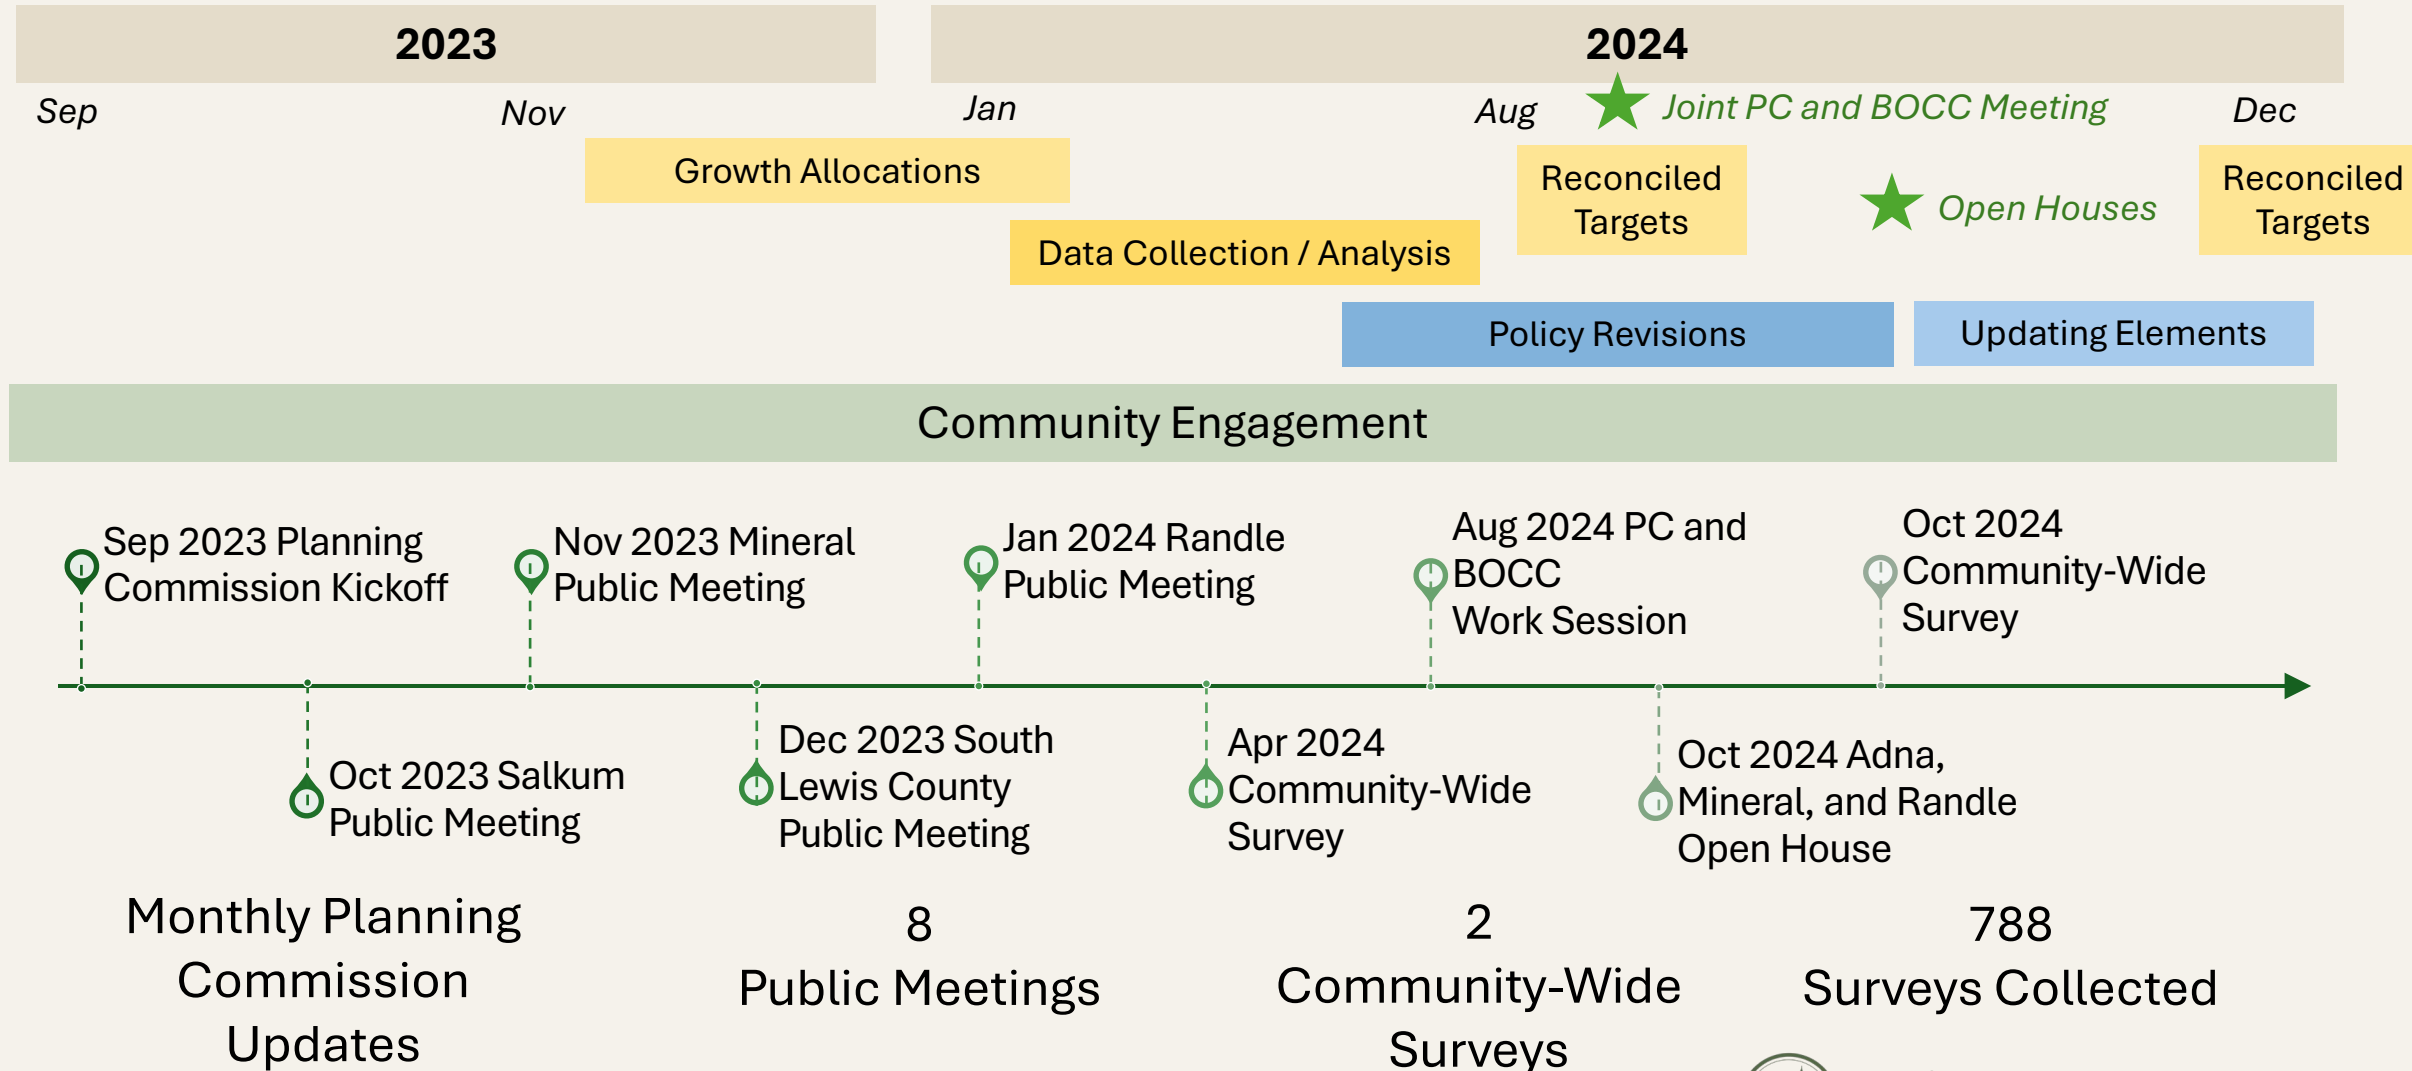 2023
2024
Sep
Nov
Jan
Aug
Joint PC and BOCC Meeting
Dec
Growth Allocations
Reconciled
Targets
Open Houses
Reconciled
Targets
Data Collection / Analysis
Policy Revisions
Updating Elements
Community Engagement
Sep 2023 Planning
Commission Kickoff
Nov 2023 Mineral
Public Meeting
Jan 2024 Randle
Public Meeting
Aug 2024 PC and
BOCC
Work Session
Oct 2024
Community-Wide
Survey
Oct 2023 Salkum
Public Meeting
Dec 2023 South
Lewis County
Public Meeting
Apr 2024
Community-Wide
Survey
Oct 2024 Adna,
Mineral, and Randle
Open House
Monthly Planning
Commission
Updates
8
Public Meetings
2
Community-Wide
Surveys
788
Surveys Collected